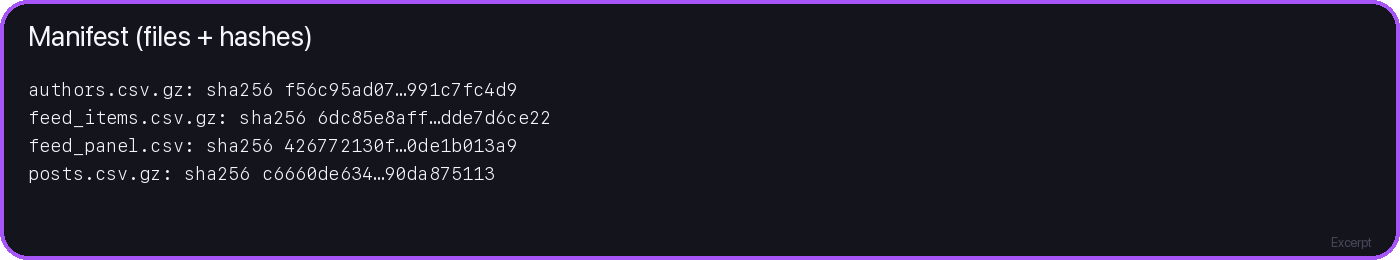 Manifest (files + hashes)
authors.csv.gz: sha256 f56c95ad07…991c7fc4d9
feed_items.csv.gz: sha256 6dc85e8aff…dde7d6ce22
feed_panel.csv: sha256 426772130f…0de1b013a9
posts.csv.gz: sha256 c6660de634…90da875113
Excerpt